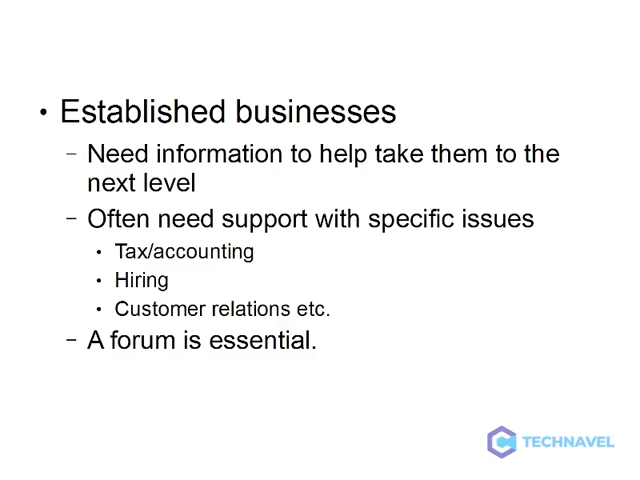 • Established businesses
– Need information to help take them to the
next level
– Often need support with specific issues
• Tax/accounting
• Hiring
• Customer relations etc.
– A forum is essential.
TECHNAVEL